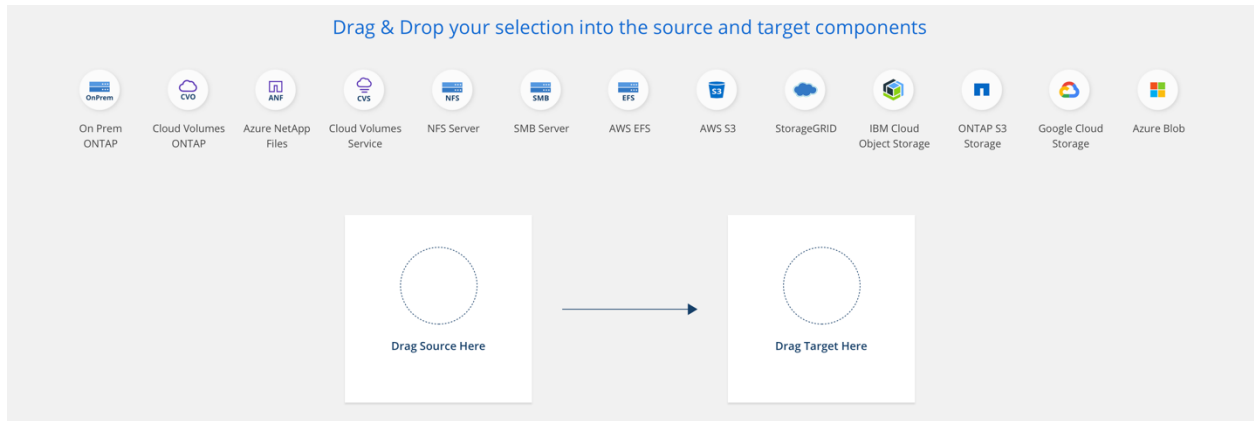 Drag & Drop your selection into the source and target components
OnPrem
CVO
ANF
CVS
NFS
SMB
EFS
S3
On Prem
ONTAP
Cloud Volumes
ONTAP
Azure NetApp
Files
Cloud Volumes
Service
NFS Server
SMB Server
AWS EFS
AWS S3
StorageGRID
IBM Cloud
Object Storage
ONTAP S3
Storage
Google Cloud
Storage
Azure Blob
Drag Source Here
Drag Target Here